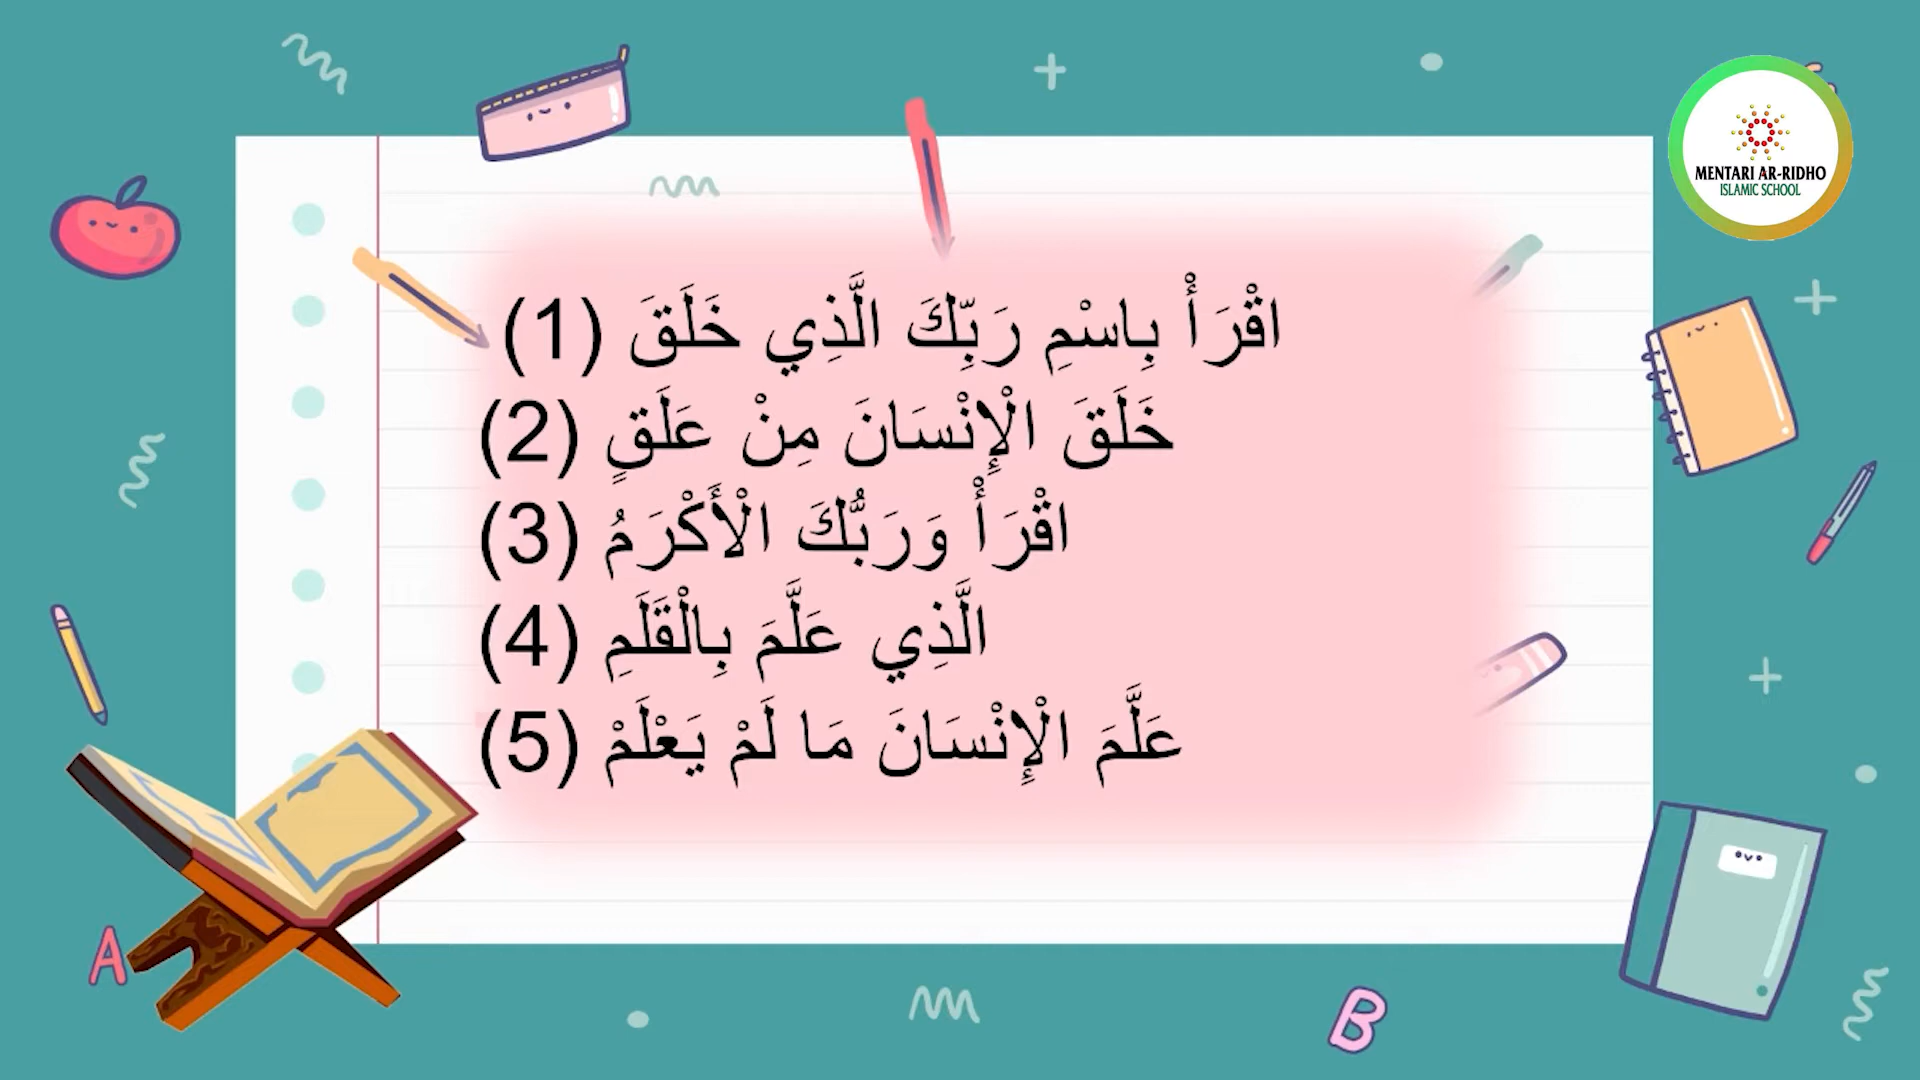 MENTARI AR-RIDHO
ISLAMIC SCHOOL
اقْرَأْ بِاسْمِ رَبِّكَ الَّذِي خَلَقَ (1)
خَلَقَ الْإِنْسَانَ مِنْ عَلَقٍ (2)
اقْرَأْ وَرَبُّكَ الْأَكْرَمُ (3)
الَّذِي عَلَّمَ بِالْقَلَمِ (4)
عَلَّمَ الْإِنْسَانَ مَا لَمْ يَعْلَمْ (5)
A
B